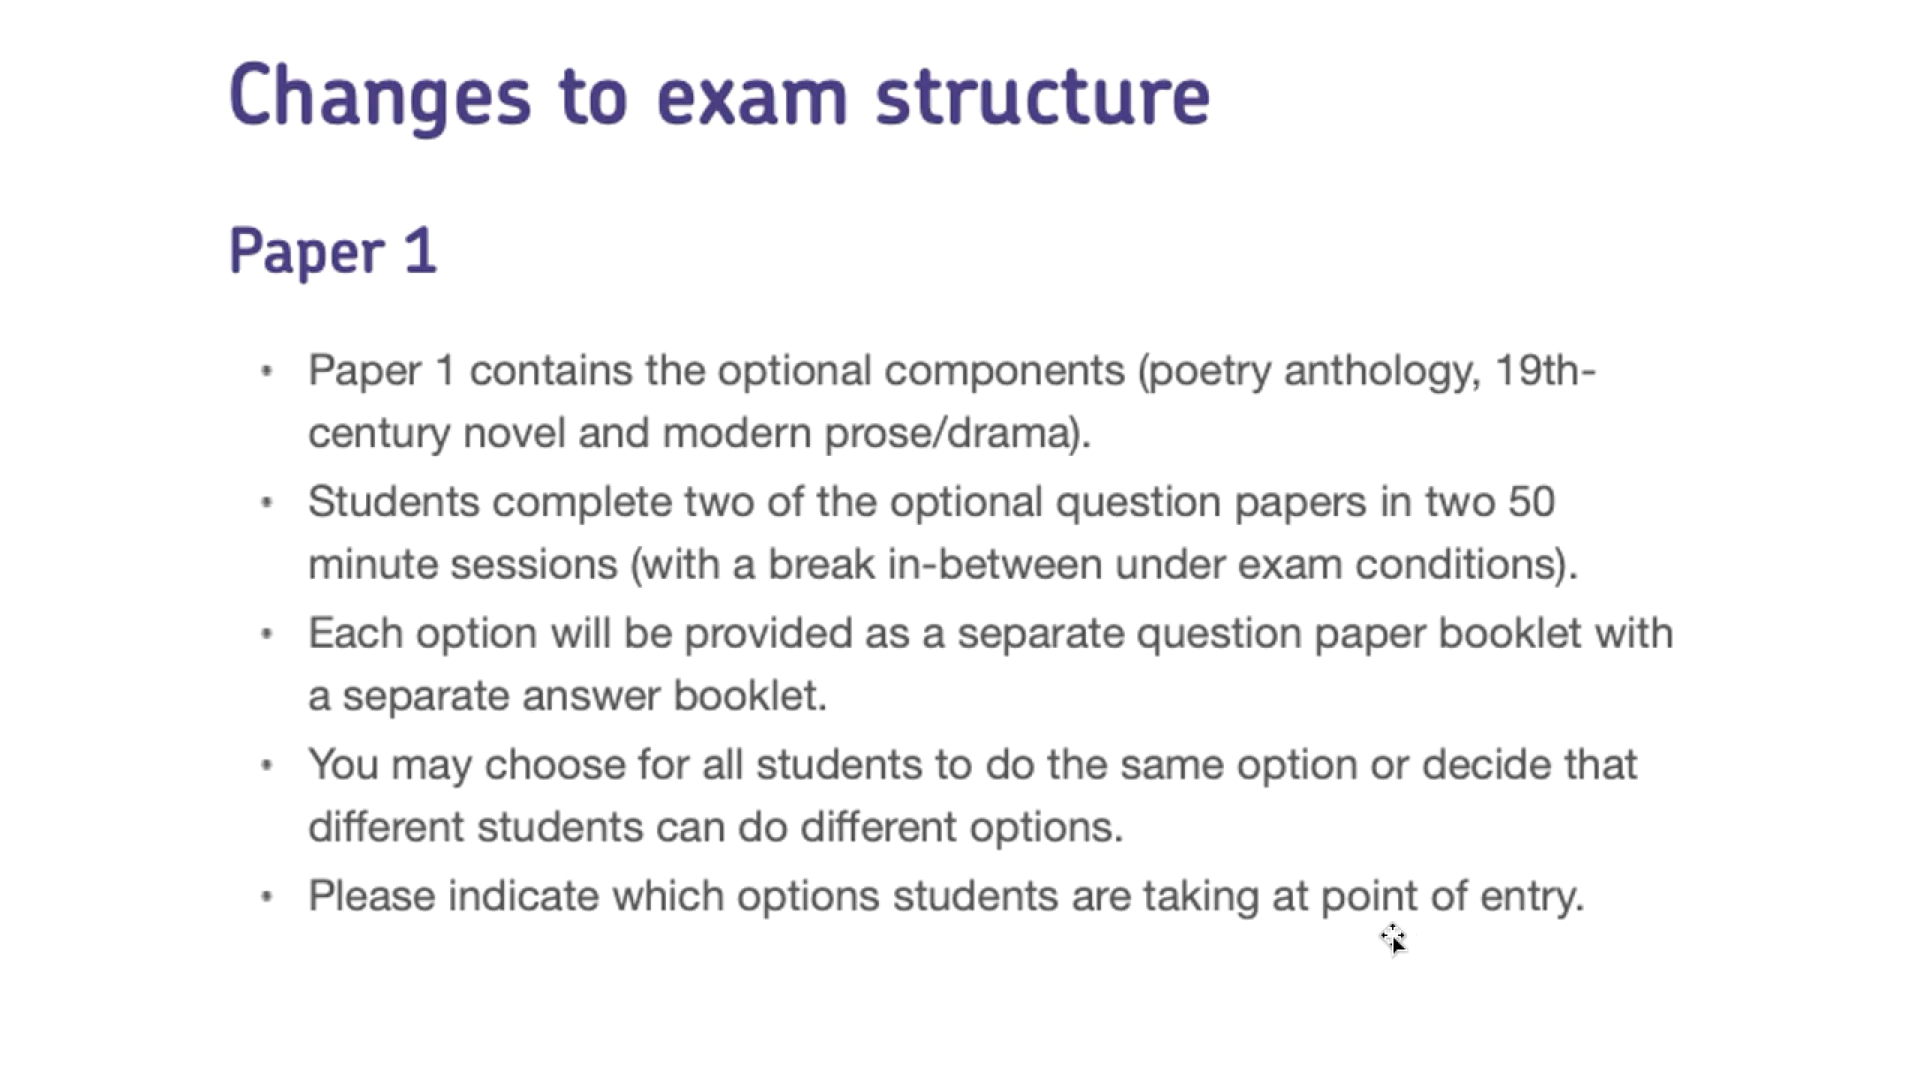 Changes to exam structure
Paper 1
• Paper 1 contains the optional components (poetry anthology, 19th-
century novel and modern prose/drama).
• Students complete two of the optional question papers in two 50
minute sessions (with a break in-between under exam conditions).
• Each option will be provided as a separate question paper booklet with
a separate answer booklet.
• You may choose for all students to do the same option or decide that
different students can do different options.
• Please indicate which options students are taking at point of entry.